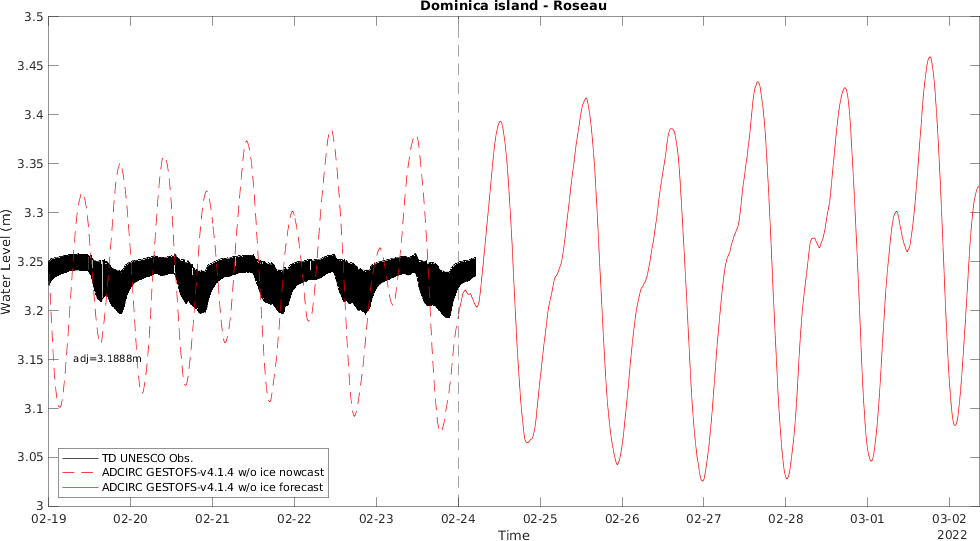 Dominica island - Roseau
3.5
3.45
3.4
3.35
3.3
3.25
3.2
3.15
3.1
3.05
3
Water Level (m)
adj=3.1888m
TD UNESCO Obs.
ADCIRC GESTOFS-v4.1.4 w/o ice nowcast
ADCIRC GESTOFS-v4.1.4 w/o ice forecast
02-19 02-20 02-21 02-22 02-23 02-24 02-25 02-26 02-27 02-28 03-01 03-02
Time
2022